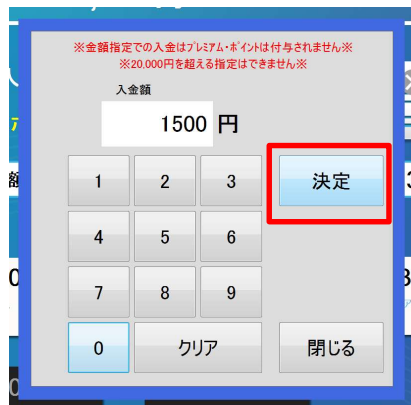 ※金額指定での入金はプレミアム・ポイントは付与されません※
※20,000円を超える指定はできません※
入金額
1500 円
1 2 3 決定
4 5 6
7 8 9
0 クリア 閉じる